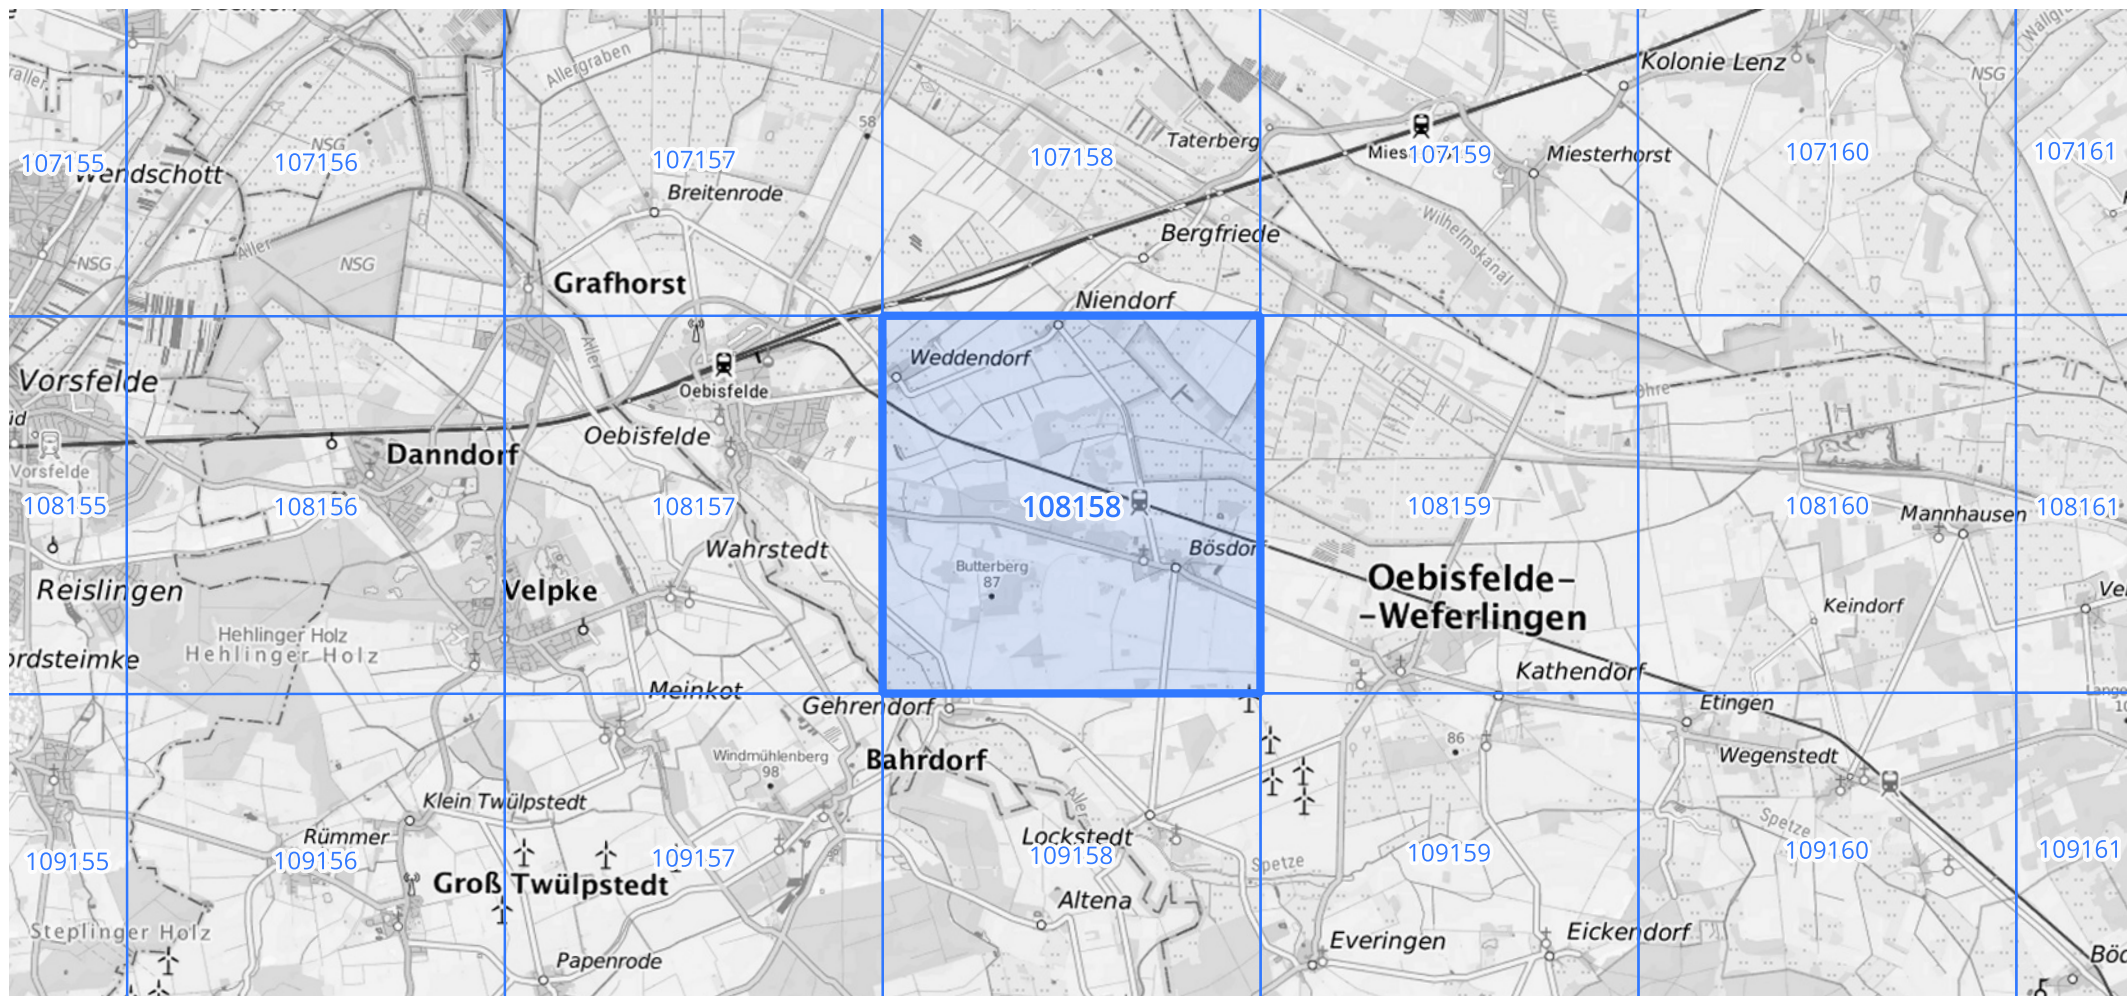 Allergraben
Kolonie Lenz
NSG
58
Taterberg
NSG
107155
107156
107157
107158
107159
107160
107161
Miesterhorst
Wendschott
Breitenrode
Wilhelmskanal
Aller
NSG
NSG
Bergfriede
Grafhorst
Niendorf
Aller
Weddendorf
Vorsfelde
Oebisfelde
Ohre
Oebisfelde
Danndorf
Vorsfelde
108155
108156
108157
108158
108159
108160
108161
Mannhausen
Wahrstedt
Bösdorf
Butterberg
87
Oebisfelde-
-Weferlingen
Reislingen
Velpke
Keindorf
Hehlinger Holz
Hehlinger Holz
ordsteimke
Kathendorf
Meinkot
Gehrendorf
Etingen
Windmühlenberg
98
Bahrdorf
86
Wegenstedt
Klein Twülpstedt
Rümmer
Lockstedt
Spetze
109155
109156
109157
109158
109159
109160
109161
Spetze
Groß Twülpstedt
Altena
Steplinger Holz
Everingen
Eickendorf
Papenrode